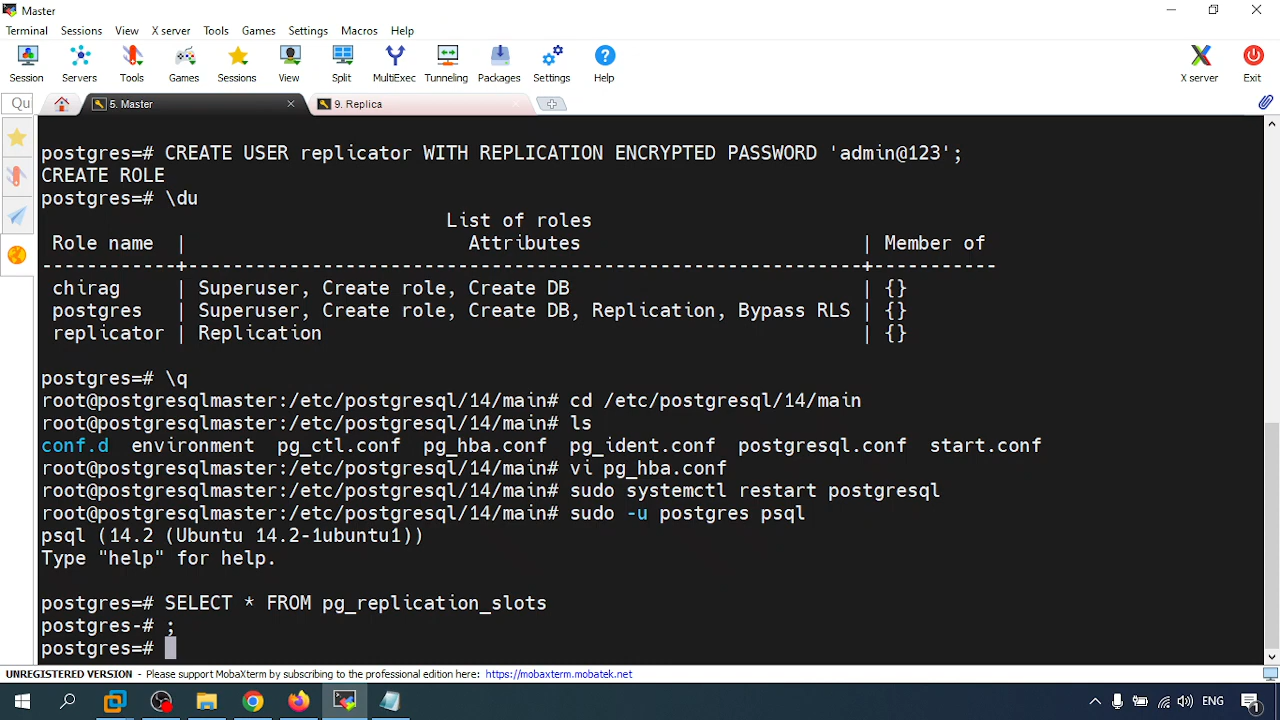 Master
Terminal Sessions View X server Tools Games Settings Macros Help
Session Servers Tools Games Sessions View Split MultiExec Tunneling Packages Settings Help X server Exit
Qu 5. Master 9. Replica
postgres=# CREATE USER replicator WITH REPLICATION ENCRYPTED PASSWORD 'admin@123';
CREATE ROLE
postgres=# \du
List of roles
Role name | Attributes | Member of
------------+------------------------------------------------------------+-----------
chirag | Superuser, Create role, Create DB | {}
postgres | Superuser, Create role, Create DB, Replication, Bypass RLS | {}
replicator | Replication | {}
postgres=# \q
root@postgresqlmaster:/etc/postgresql/14/main# cd /etc/postgresql/14/main
root@postgresqlmaster:/etc/postgresql/14/main# ls
conf.d environment pg_ctl.conf pg_hba.conf pg_ident.conf postgresql.conf start.conf
root@postgresqlmaster:/etc/postgresql/14/main# vi pg_hba.conf
root@postgresqlmaster:/etc/postgresql/14/main# sudo systemctl restart postgresql
root@postgresqlmaster:/etc/postgresql/14/main# sudo -u postgres psql
psql (14.2 (Ubuntu 14.2-1ubuntu1))
Type "help" for help.
postgres=# SELECT * FROM pg_replication_slots
postgres-# ;
postgres=#
UNREGISTERED VERSION - Please support MobaXterm by subscribing to the professional edition here: https://mobaxterm.mobatek.net
ENG 1